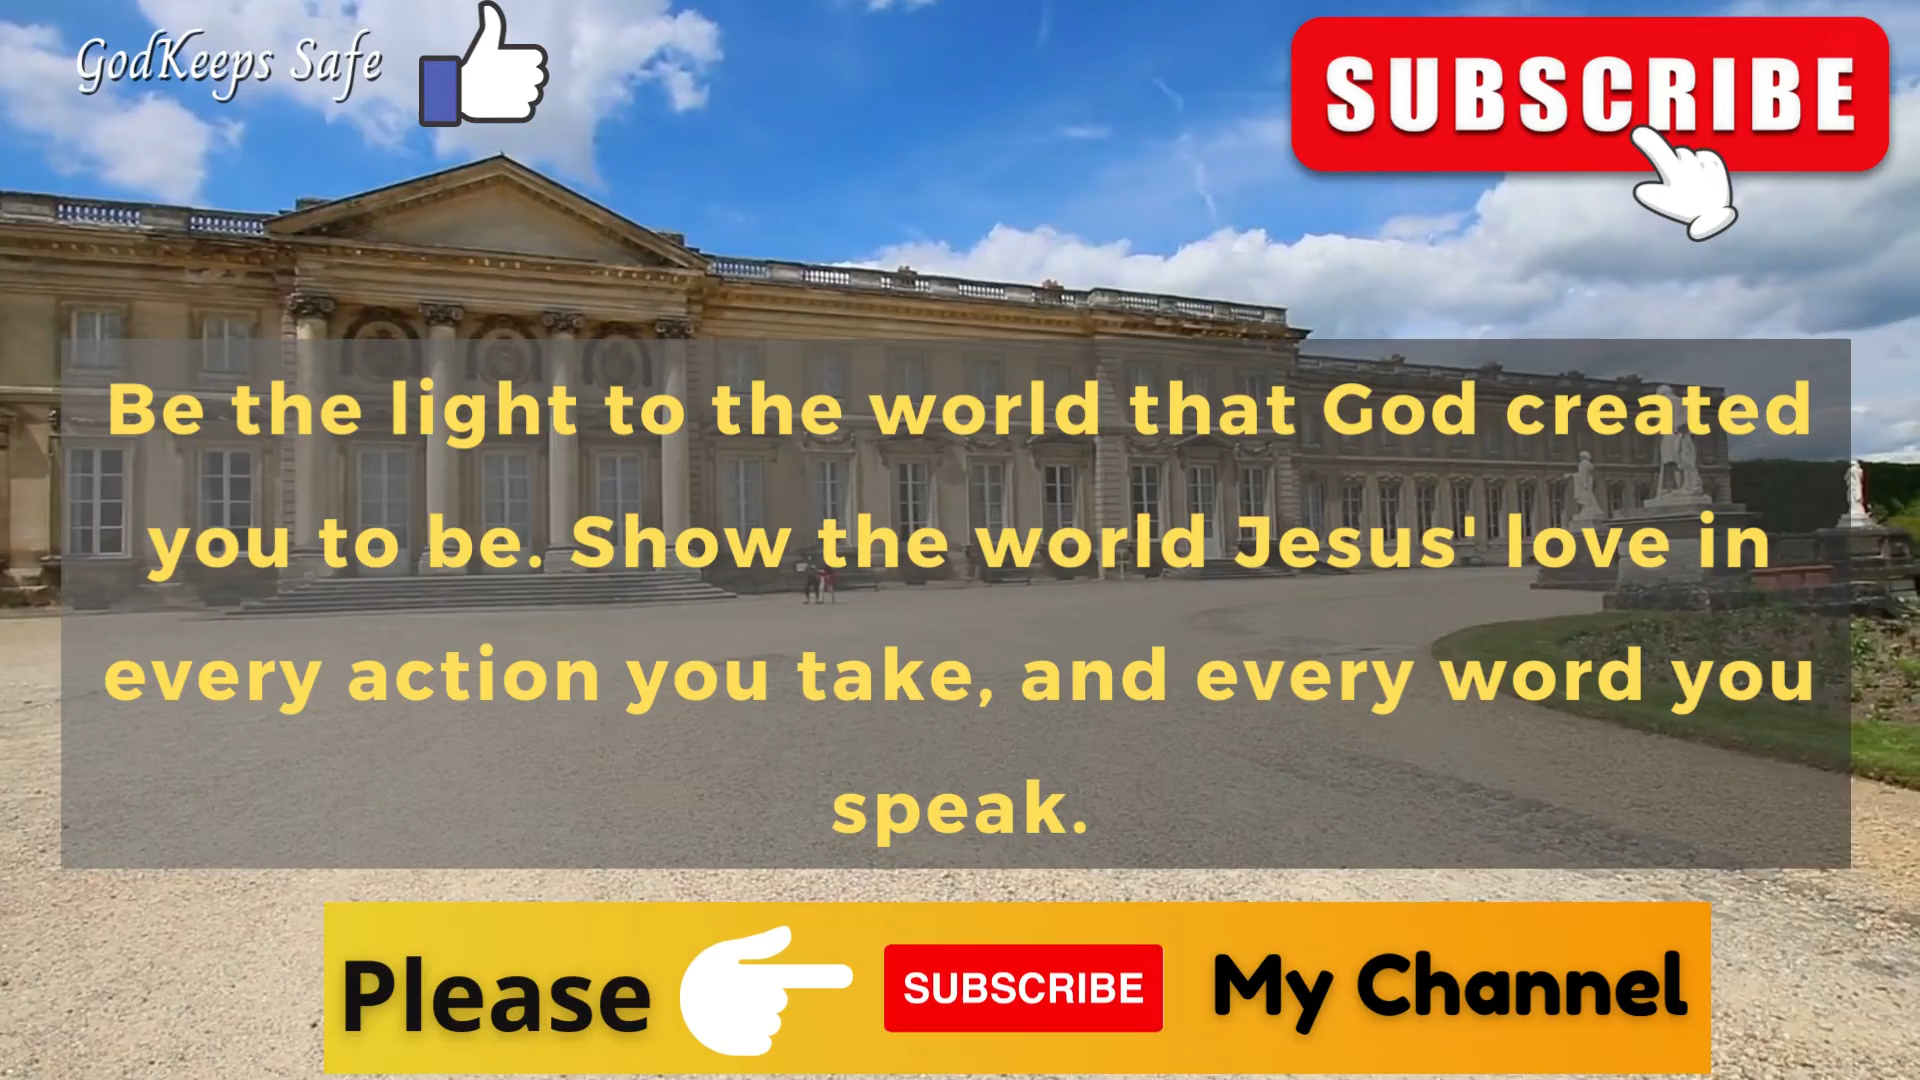 GodKeeps Safe
SUBSCRIBE
Be the light to the world that God created
you to be. Show the world Jesus' love in
every action you take, and every word you
speak.
Please SUBSCRIBE My Channel